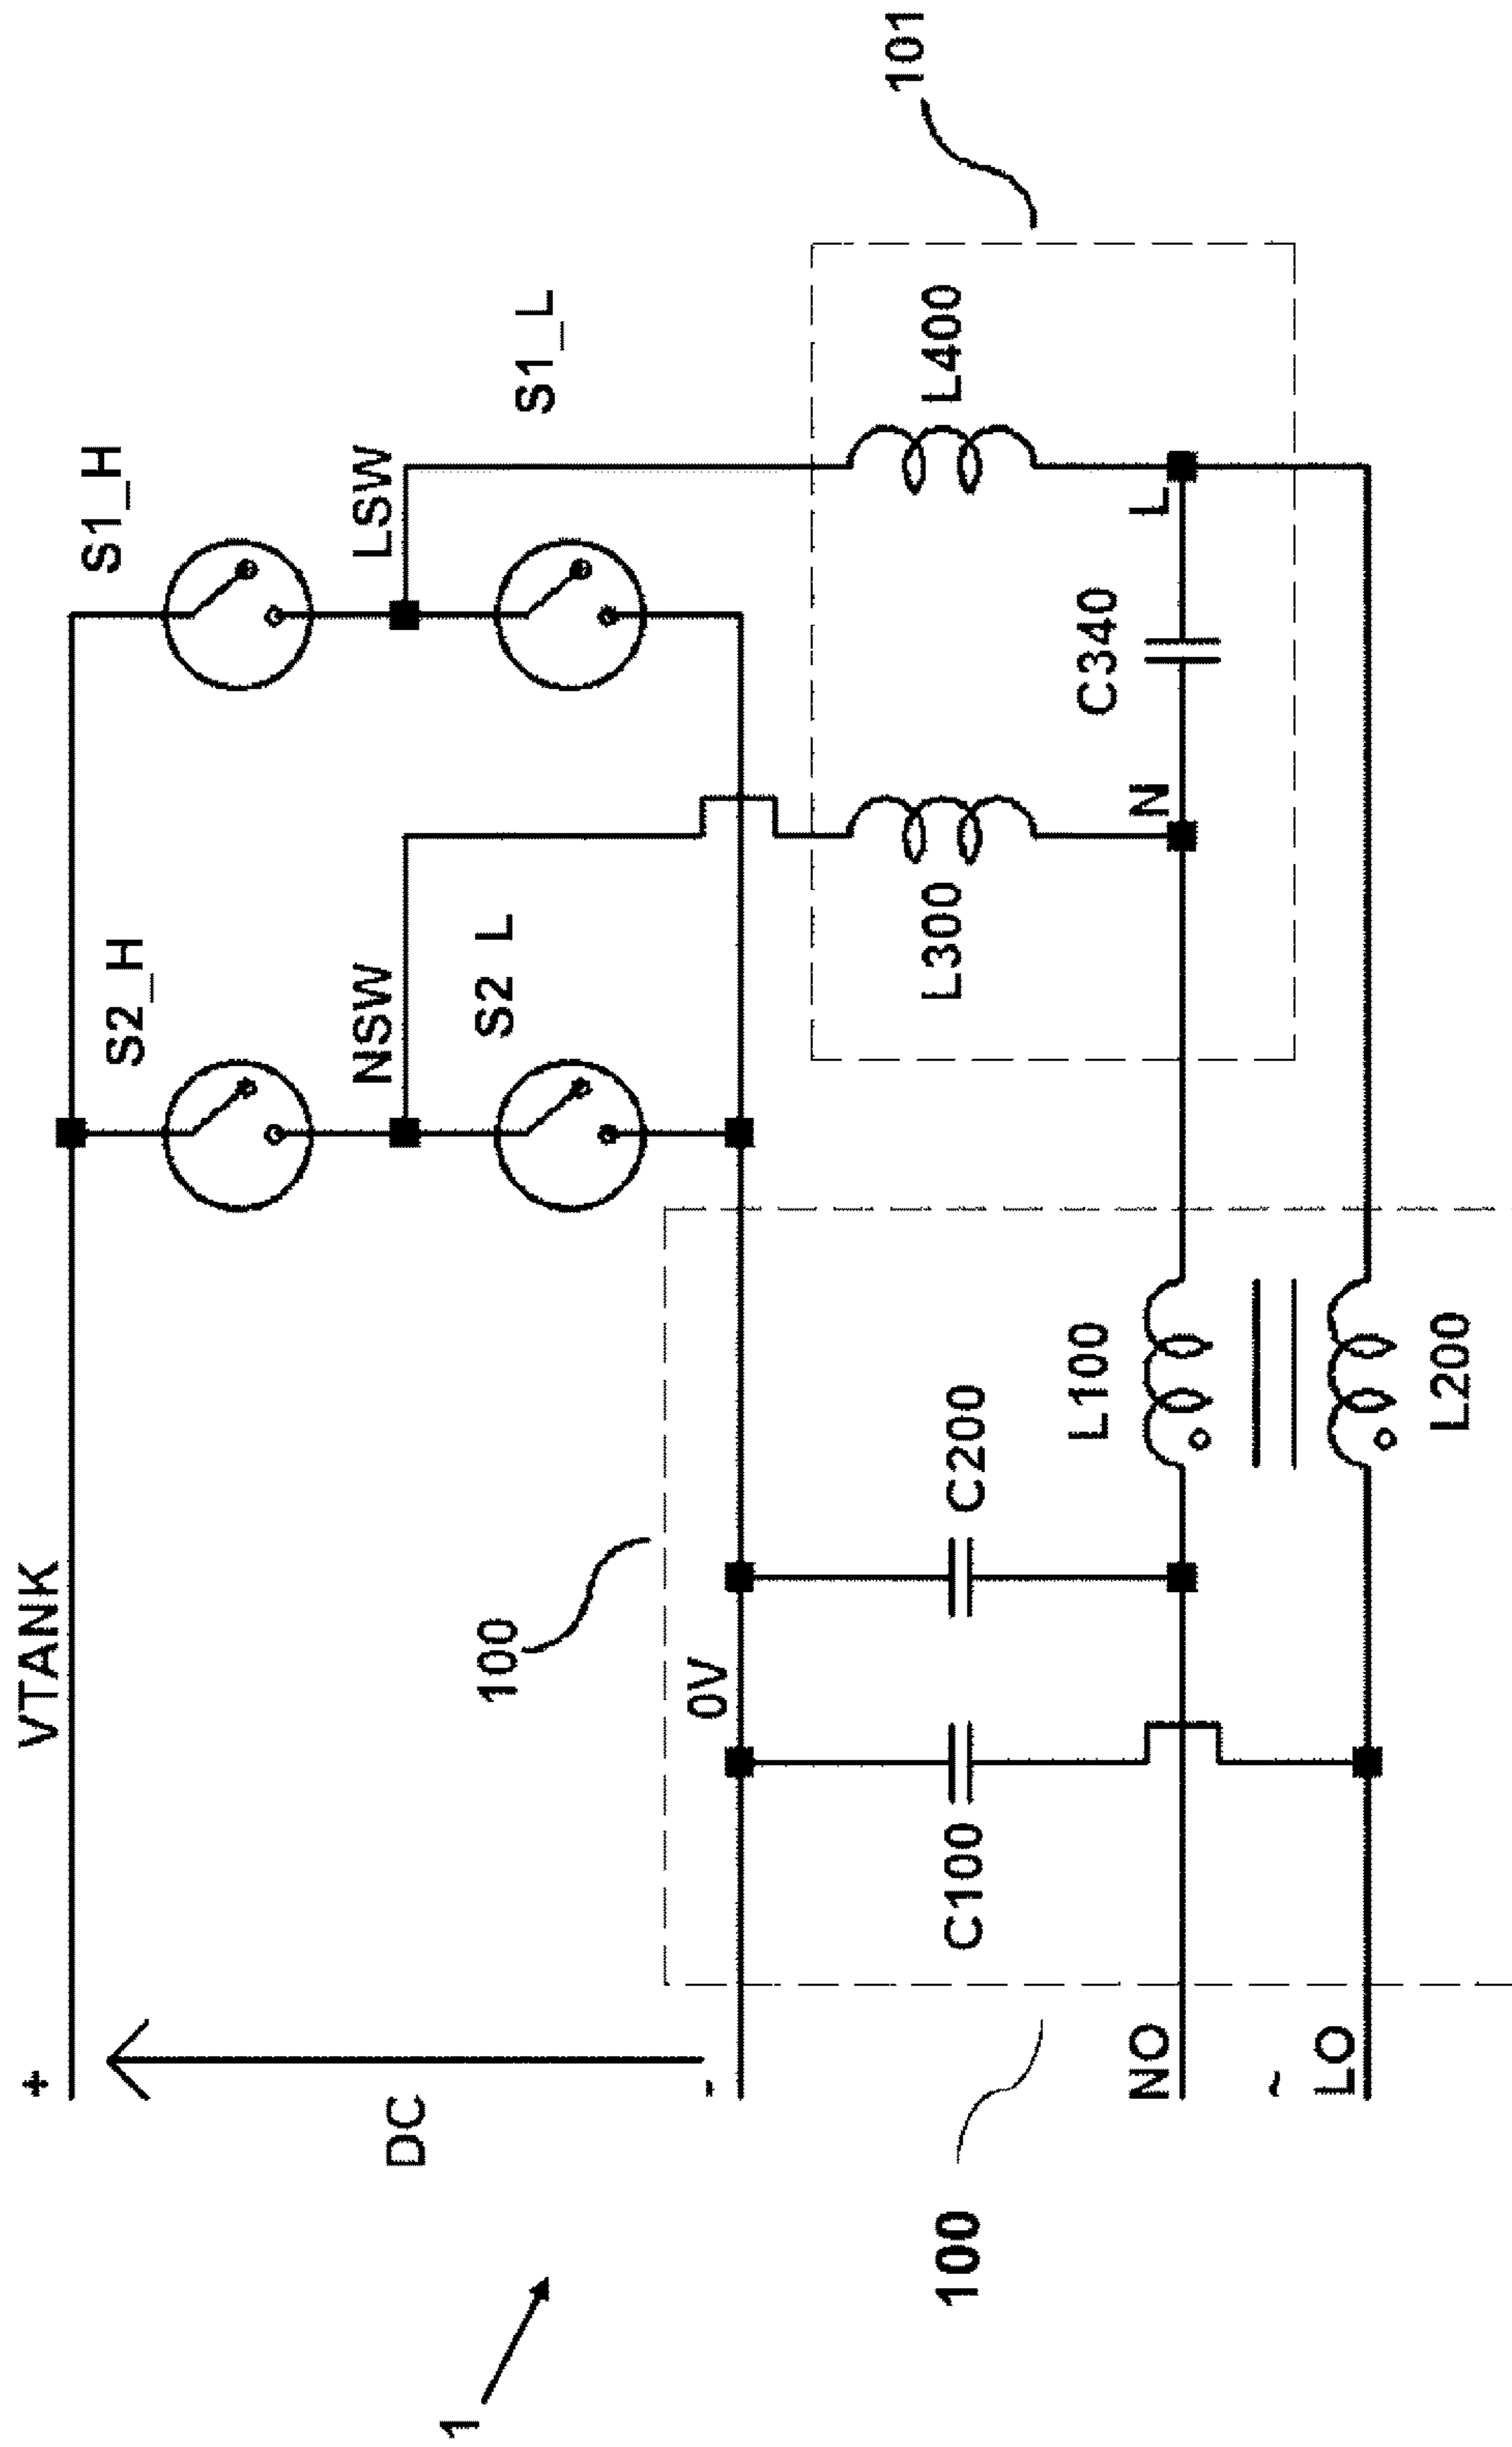 +
VTANK
S1_H
S2_H
NSW
LSW
DC
1
100
S2 L
S1_L
-
0V
101
L300
L400
100
C100
C200
L100
C340
NO
N
L
~
LO
L200